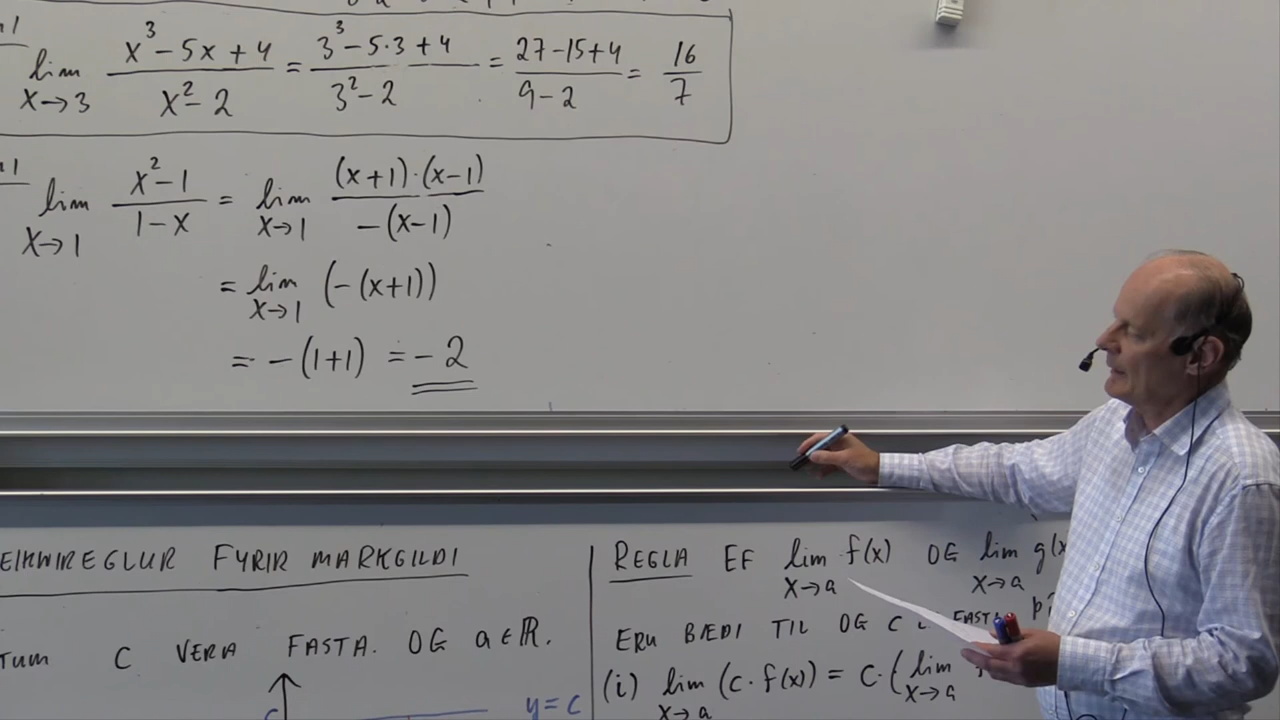 lim x→3 (x³ - 5x + 4)/(x² - 2) = (3³ - 5·3 + 4)/(3² - 2) = (27 - 15 + 4)/(9 - 2) = 16/7
lim x→1 (x² - 1)/(1 - x) = lim x→1 ((x+1)·(x-1))/(-(x-1))
= lim x→1 (-(x+1))
= -(1+1) = -2
FYRIR MARKGILDI
C VERA FASTA. OG a ∈ ℝ.
C
y = c
REGLA EF lim x→a f(x) OG lim x→a g(x
ERU BÆÐI TIL OG C FASTI
(i) lim x→a (c·f(x)) = c·(lim x→a